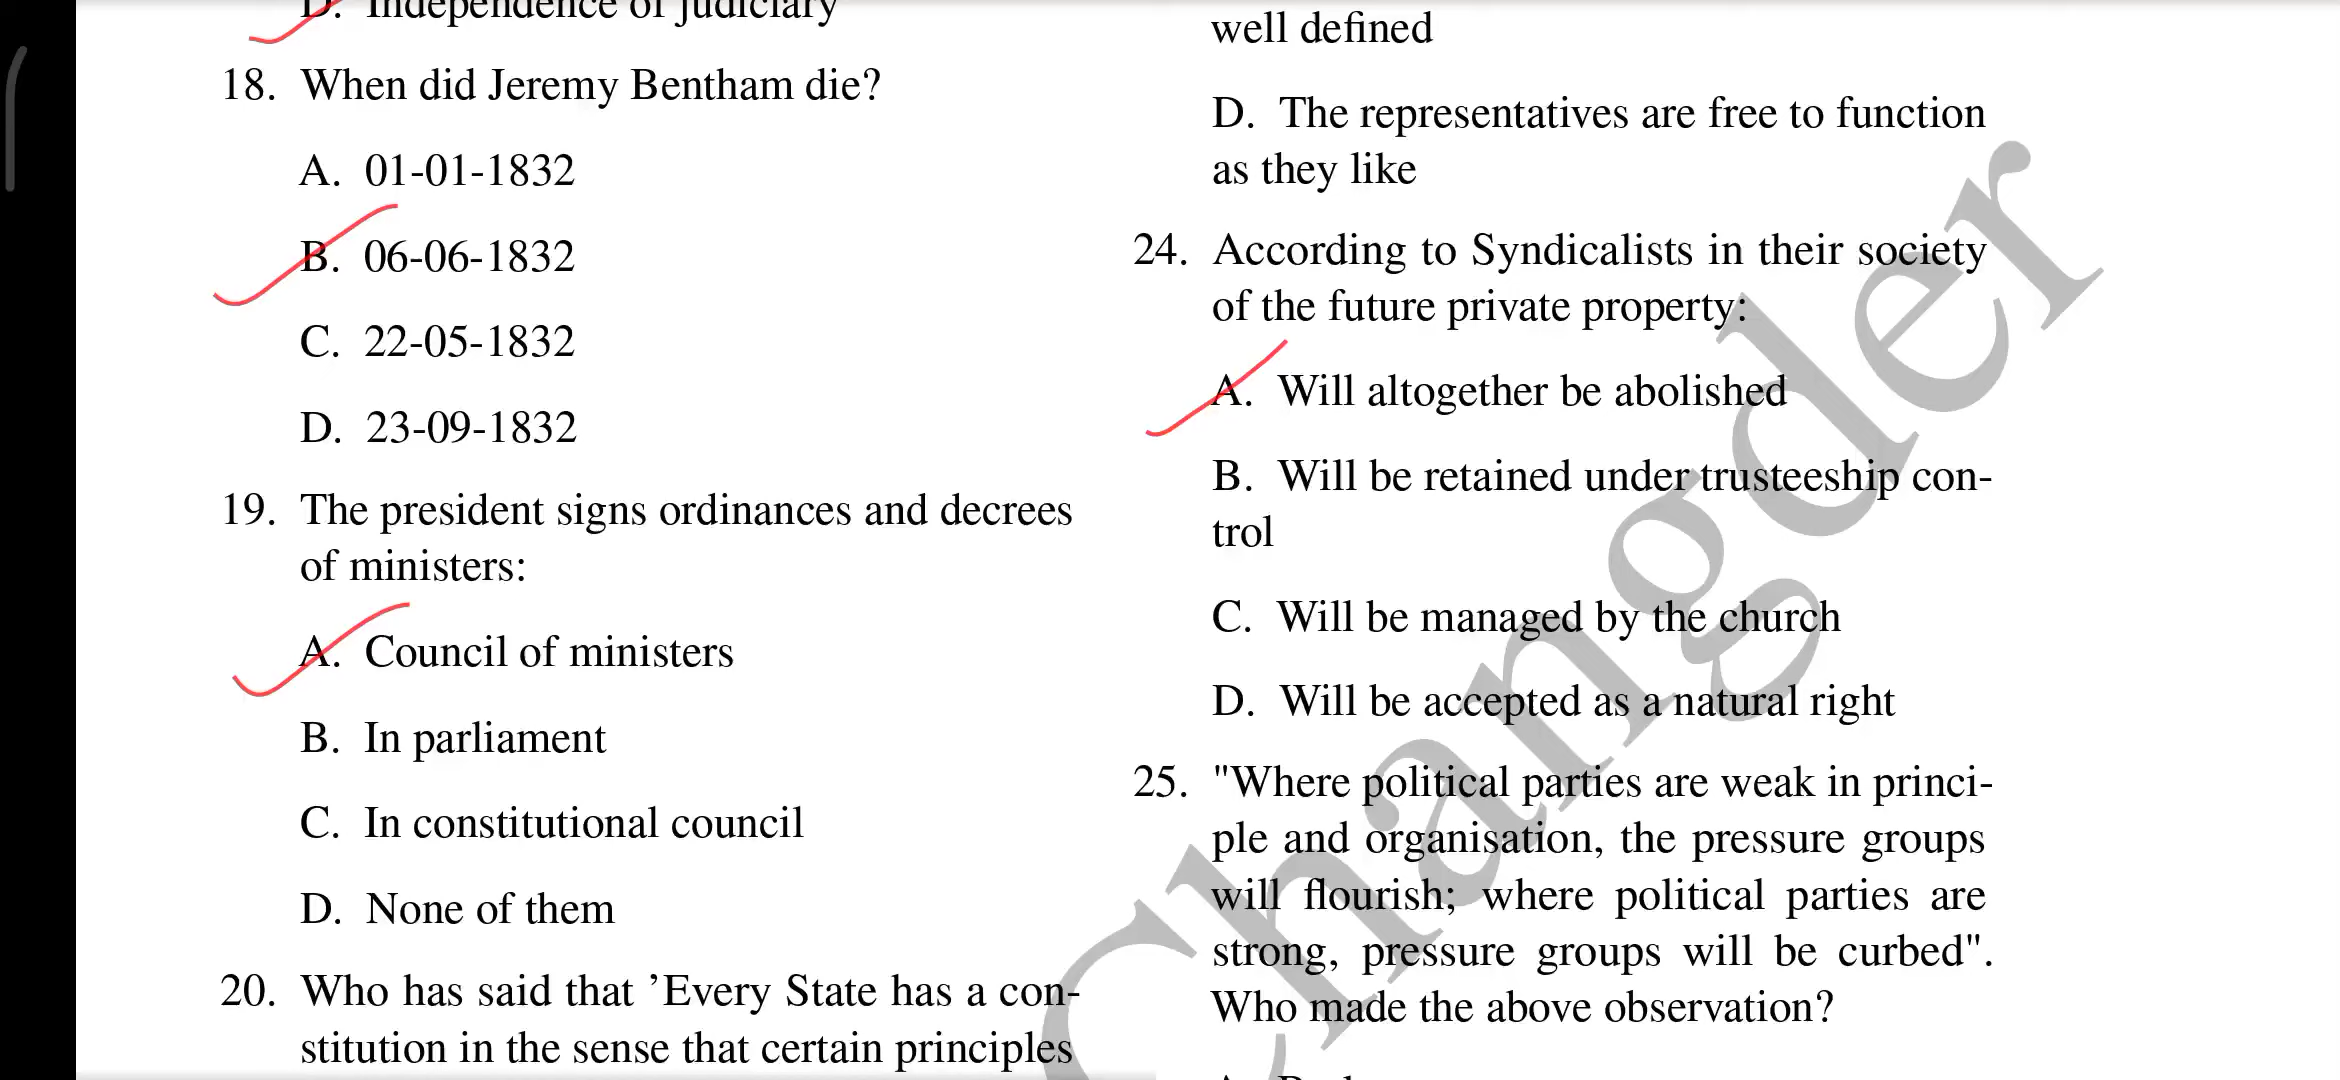 D. Independence of judiciary
18. When did Jeremy Bentham die?
A. 01-01-1832
B. 06-06-1832
C. 22-05-1832
D. 23-09-1832
19. The president signs ordinances and decrees
of ministers:
A. Council of ministers
B. In parliament
C. In constitutional council
D. None of them
20. Who has said that ’Every State has a con-
stitution in the sense that certain principles
well defined
D. The representatives are free to function
as they like
24. According to Syndicalists in their society
of the future private property:
A. Will altogether be abolished
B. Will be retained under trusteeship con-
trol
C. Will be managed by the church
D. Will be accepted as a natural right
25. "Where political parties are weak in princi-
ple and organisation, the pressure groups
will flourish; where political parties are
strong, pressure groups will be curbed".
Who made the above observation?
Changder